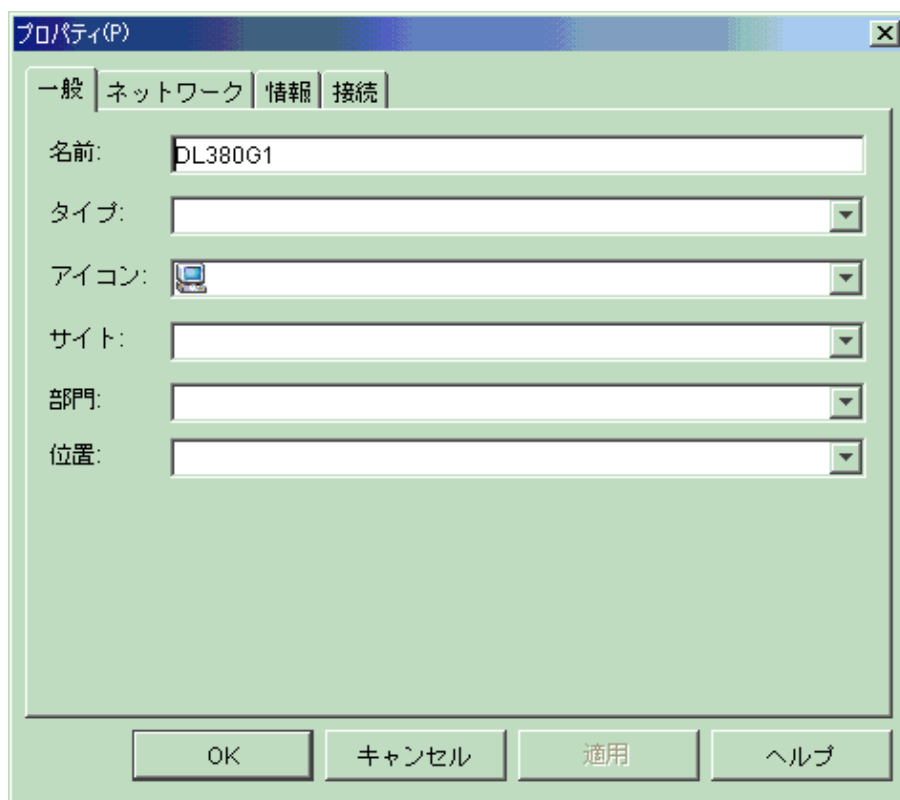 プロパティ(P)
一般 ネットワーク 情報 接続
名前: DL380G1
タイプ:
アイコン:
サイト:
部門:
位置:
OK キャンセル 適用 ヘルプ